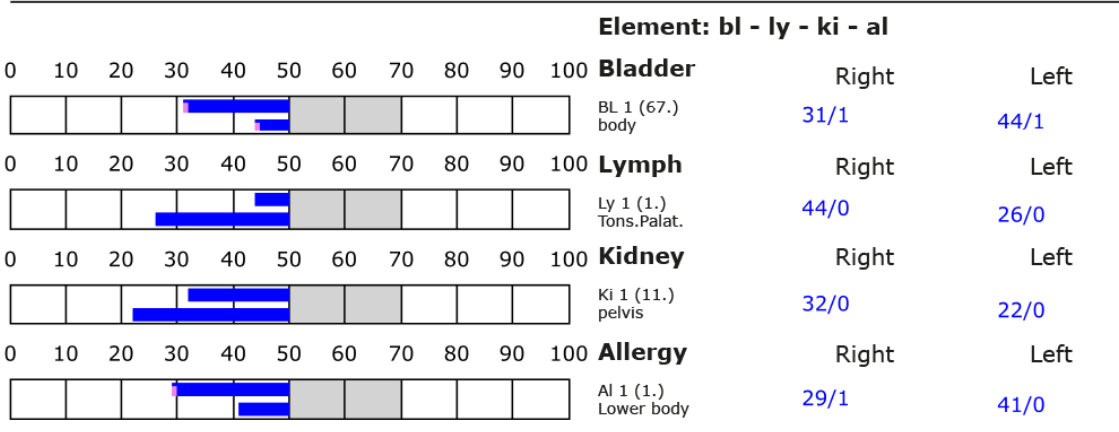 Element: bl - ly - ki - al
0 10 20 30 40 50 60 70 80 90 100 Bladder Right Left
BL 1 (67.) 31/1 44/1
body
0 10 20 30 40 50 60 70 80 90 100 Lymph Right Left
Ly 1 (1.) 44/0 26/0
Tons.Palat.
0 10 20 30 40 50 60 70 80 90 100 Kidney Right Left
Ki 1 (11.) 32/0 22/0
pelvis
0 10 20 30 40 50 60 70 80 90 100 Allergy Right Left
Al 1 (1.) 29/1 41/0
Lower body